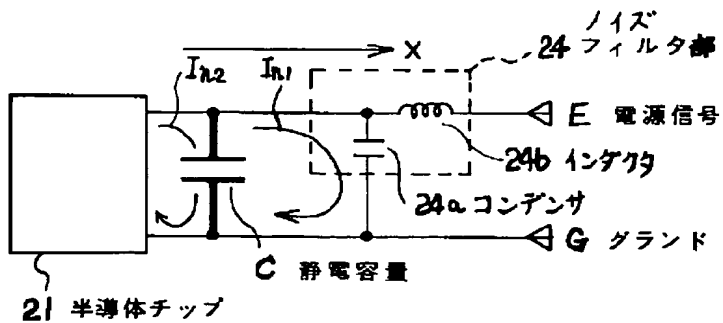 ノイズ
24 フィルタ部
X
In2
In1
E 電源信号
24b インダクタ
24a コンデンサ
G グランド
C 静電容量
21 半導体チップ